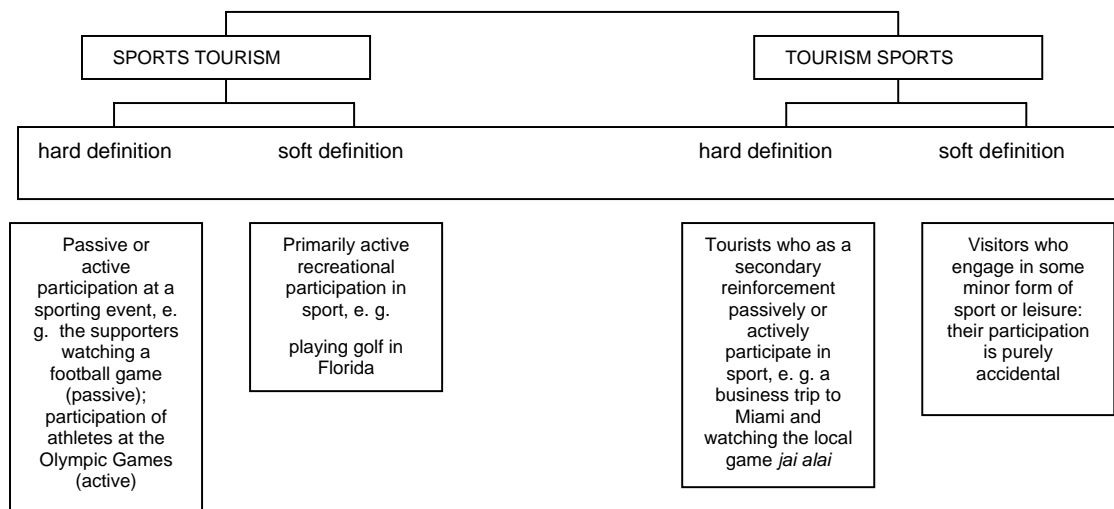 SPORTS TOURISM
TOURISM SPORTS
hard definition
soft definition
hard definition
soft definition
Passive or
active
participation at a
sporting event, e.
g. the supporters
watching a
football game
(passive);
participation of
athletes at the
Olympic Games
(active)
Primarily active
recreational
participation in
sport, e. g.
playing golf in
Florida
Tourists who as a
secondary
reinforcement
passively or
actively
participate in
sport, e. g. a
business trip to
Miami and
watching the local
game jai alai
Visitors who
engage in some
minor form of
sport or leisure:
their participation
is purely
accidental